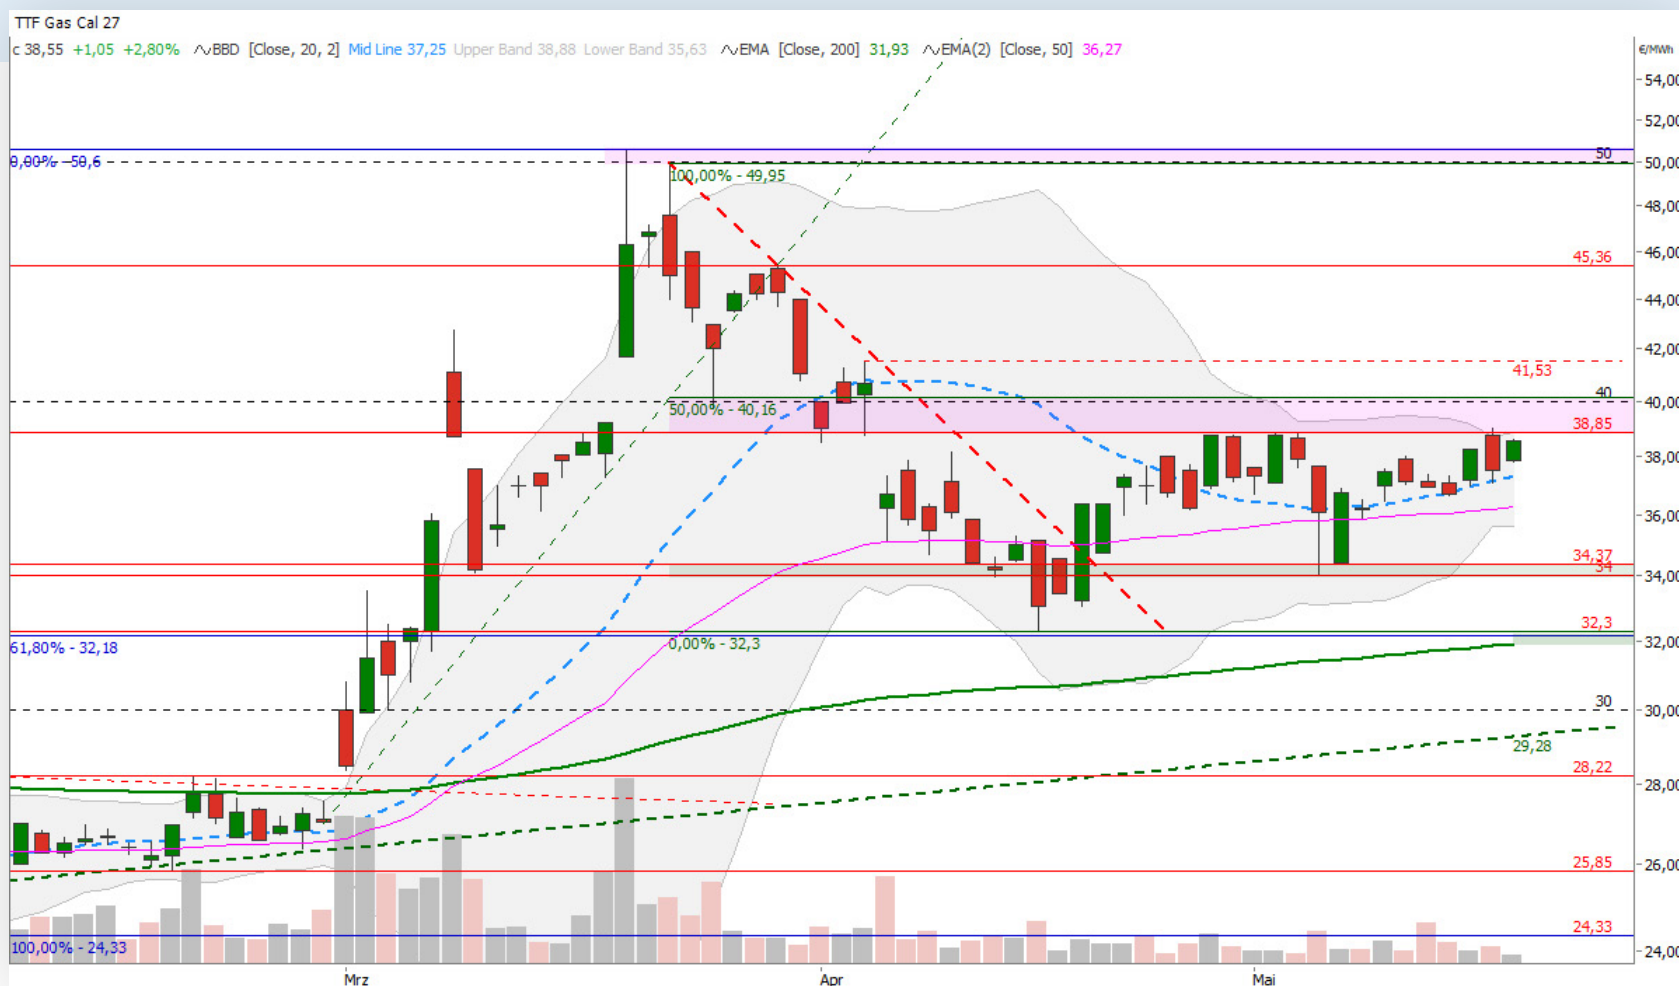 TTF Gas Cal 27
c 38,55 +1,05 +2,80% BBD [Close, 20, 2] Mid Line 37,25 Upper Band 38,88 Lower Band 35,63 EMA [Close, 200] 31,93 EMA(2) [Close, 50] 36,27
€/MWh
54,00
52,00
50
0,00% - 50,6
50,00
100,00% - 49,95
48,00
46,00
45,36
44,00
42,00
41,53
40
40,00
50,00% - 40,16
38,85
38,00
36,00
34,37
34
34,00
32,3
61,80% - 32,18
0,00% - 32,3
32,00
30
30,00
29,28
28,22
28,00
25,85
26,00
24,33
100,00% - 24,33
24,00
Mrz Apr Mai